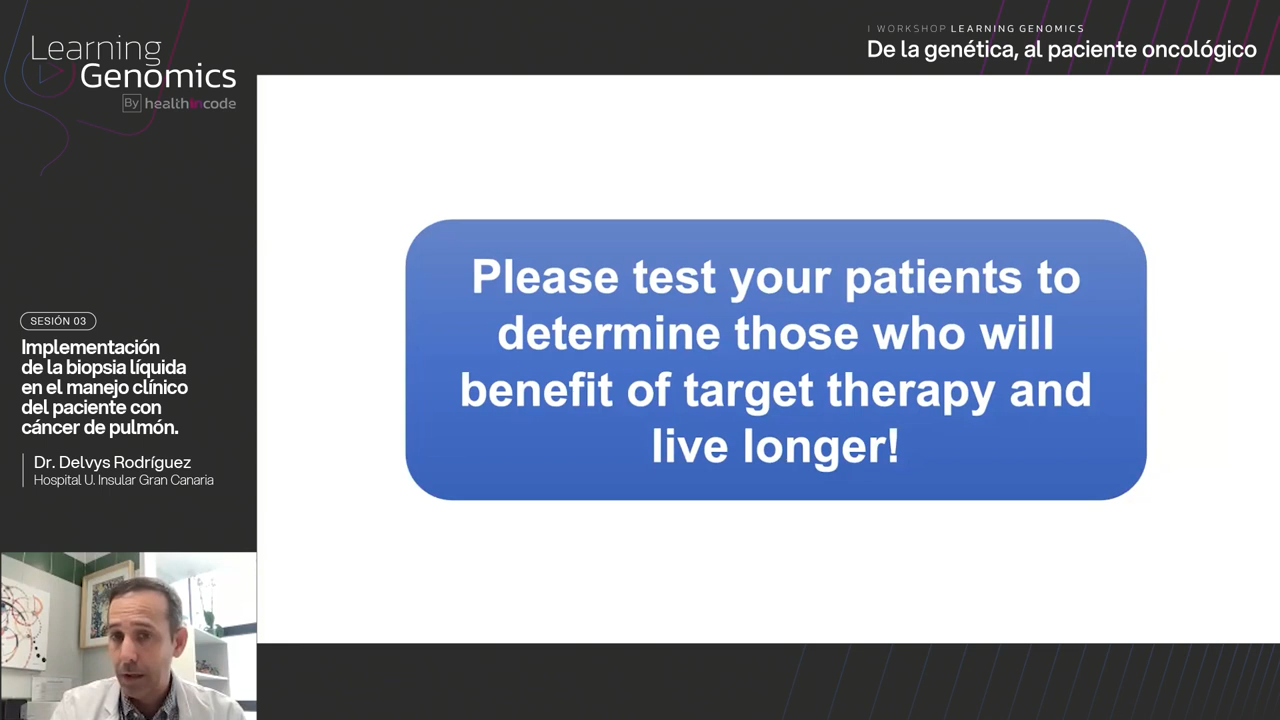 Learning
Genomics
By healthincode
I WORKSHOP LEARNING GENOMICS
De la genética, al paciente oncológico
Please test your patients to
determine those who will
benefit of target therapy and
live longer!
SESIÓN 03
Implementación
de la biopsia líquida
en el manejo clínico
del paciente con
cáncer de pulmón.
Dr. Delvys Rodríguez
Hospital U. Insular Gran Canaria